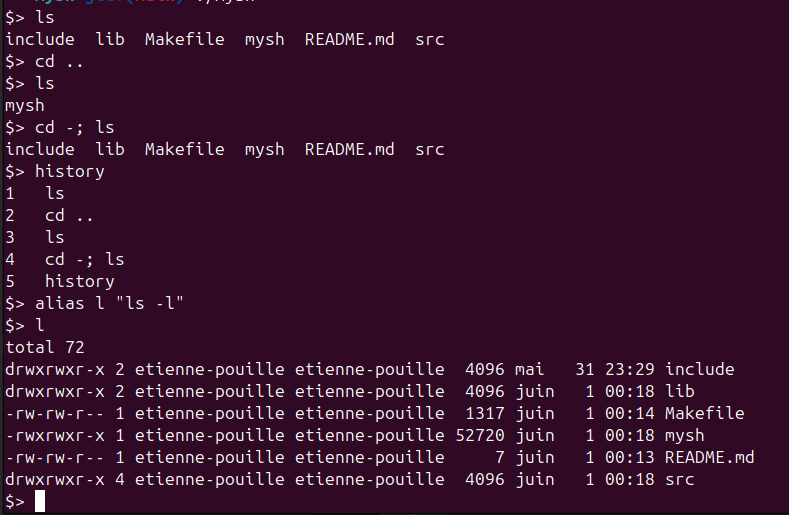 $> ls
include  lib  Makefile  mysh  README.md  src
$> cd ..
$> ls
mysh
$> cd -; ls
include  lib  Makefile  mysh  README.md  src
$> history
1   ls
2   cd ..
3   ls
4   cd -; ls
5   history
$> alias l "ls -l"
$> l
total 72
drwxrwxr-x 2 etienne-pouille etienne-pouille  4096 mai   31 23:29 include
drwxrwxr-x 2 etienne-pouille etienne-pouille  4096 juin   1 00:18 lib
-rw-rw-r-- 1 etienne-pouille etienne-pouille  1317 juin   1 00:14 Makefile
-rwxrwxr-x 1 etienne-pouille etienne-pouille 52720 juin   1 00:18 mysh
-rw-rw-r-- 1 etienne-pouille etienne-pouille     7 juin   1 00:13 README.md
drwxrwxr-x 4 etienne-pouille etienne-pouille  4096 juin   1 00:18 src
$>